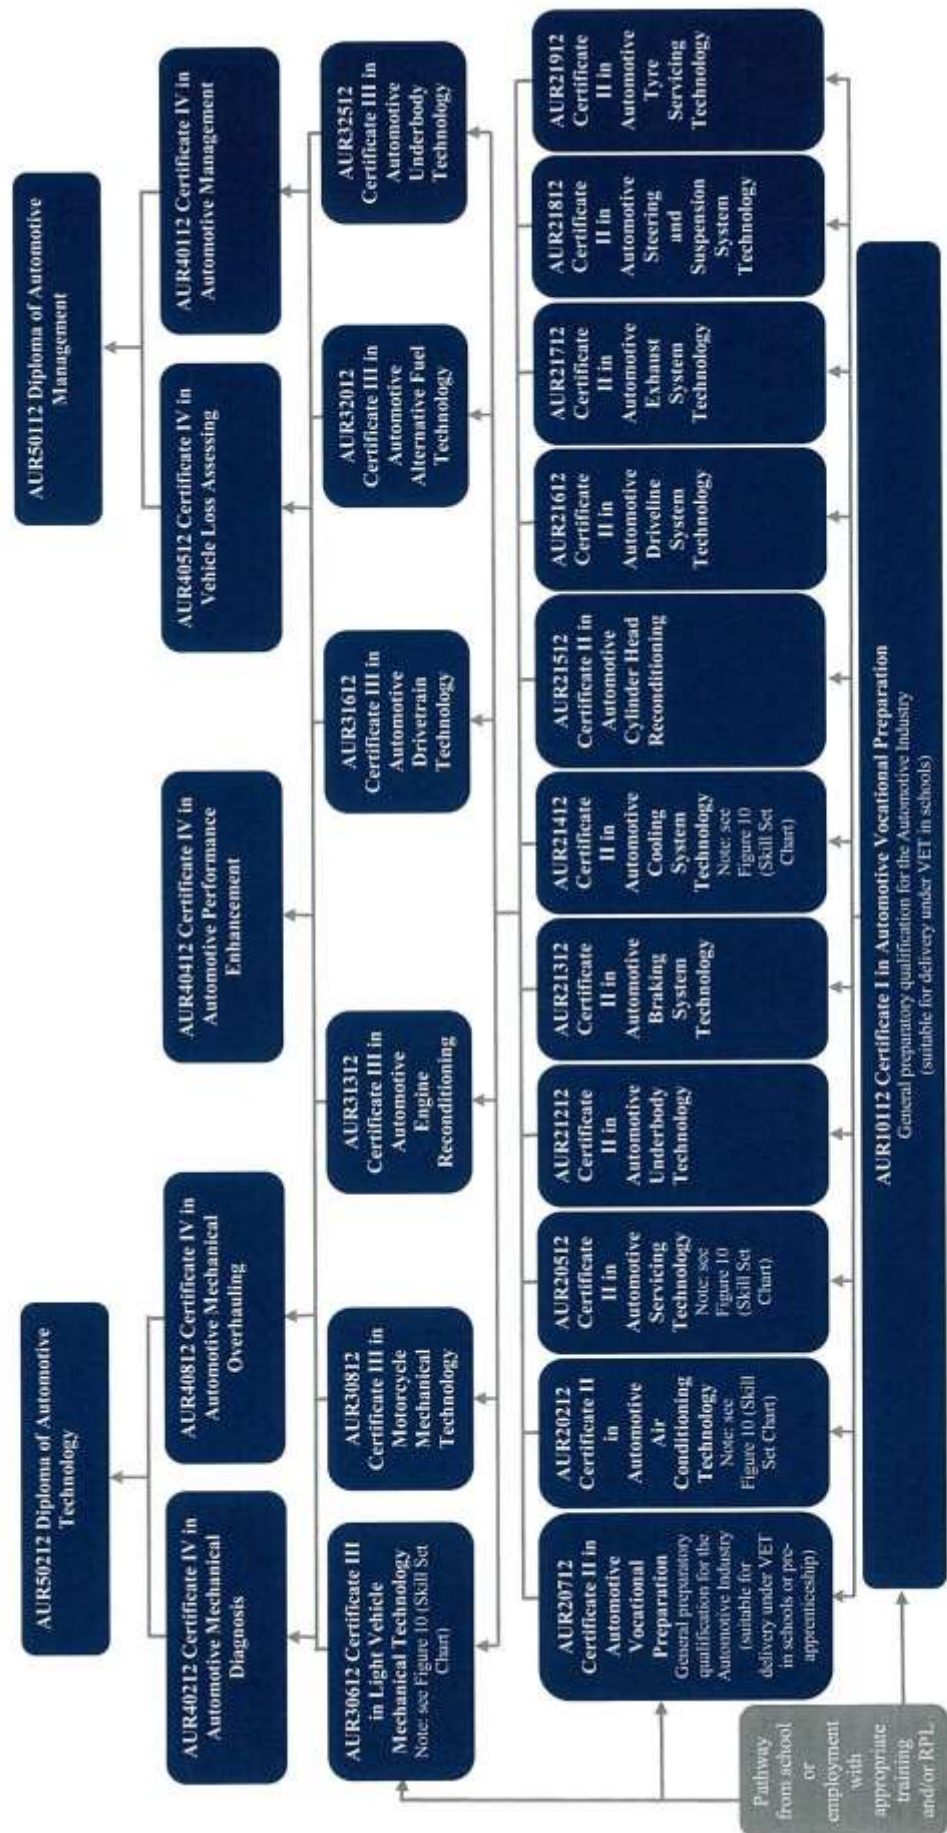 AUR50212 Diploma of Automotive
Technology
AUR50112 Diploma of Automotive
Management
AUR40212 Certificate IV in
Automotive Mechanical
Diagnosis
AUR40812 Certificate IV in
Automotive Mechanical
Overhauling
AUR40412 Certificate IV in
Automotive Performance
Enhancement
AUR40512 Certificate IV in
Vehicle Loss Assessing
AUR40112 Certificate IV in
Automotive Management
AUR30612 Certificate III
in Light Vehicle
Mechanical Technology
Note: see Figure 10 (Skill Set
Chart)
AUR30812
Certificate III in
Motorcycle
Mechanical
Technology
AUR31312
Certificate III in
Automotive
Engine
Reconditioning
AUR31612
Certificate III in
Automotive
Drivetrain
Technology
AUR32012
Certificate III in
Automotive
Alternative Fuel
Technology
AUR32512
Certificate III in
Automotive
Underbody
Technology
AUR20712
Certificate II in
Automotive
Vocational
Preparation
General preparatory
qualification for the
Automotive Industry
(suitable for
delivery under VET
in schools or pre-
apprenticeship)
AUR20212
Certificate II
in
Automotive
Air
Conditioning
Technology
Note: see
Figure 10 (Skill
Set Chart)
AUR20512
Certificate
II in
Automotive
Servicing
Technology
Note: see
Figure 10
(Skill Set
Chart)
AUR21212
Certificate
II in
Automotive
Underbody
Technology
AUR21312
Certificate
II in
Automotive
Braking
System
Technology
AUR21412
Certificate
II in
Automotive
Cooling
System
Technology
Note: see
Figure 10
(Skill Set
Chart)
AUR21512
Certificate II in
Automotive
Cylinder Head
Reconditioning
AUR21612
Certificate
II in
Automotive
Driveline
System
Technology
AUR21712
Certificate
II in
Automotive
Exhaust
System
Technology
AUR21812
Certificate
II in
Automotive
Steering
and
Suspension
System
Technology
AUR21912
Certificate
II in
Automotive
Tyre
Servicing
Technology
Pathway
from school
or
employment
with
appropriate
training
and/or RPL
AUR10112 Certificate I in Automotive Vocational Preparation
General preparatory qualification for the Automotive Industry
(suitable for delivery under VET in schools)